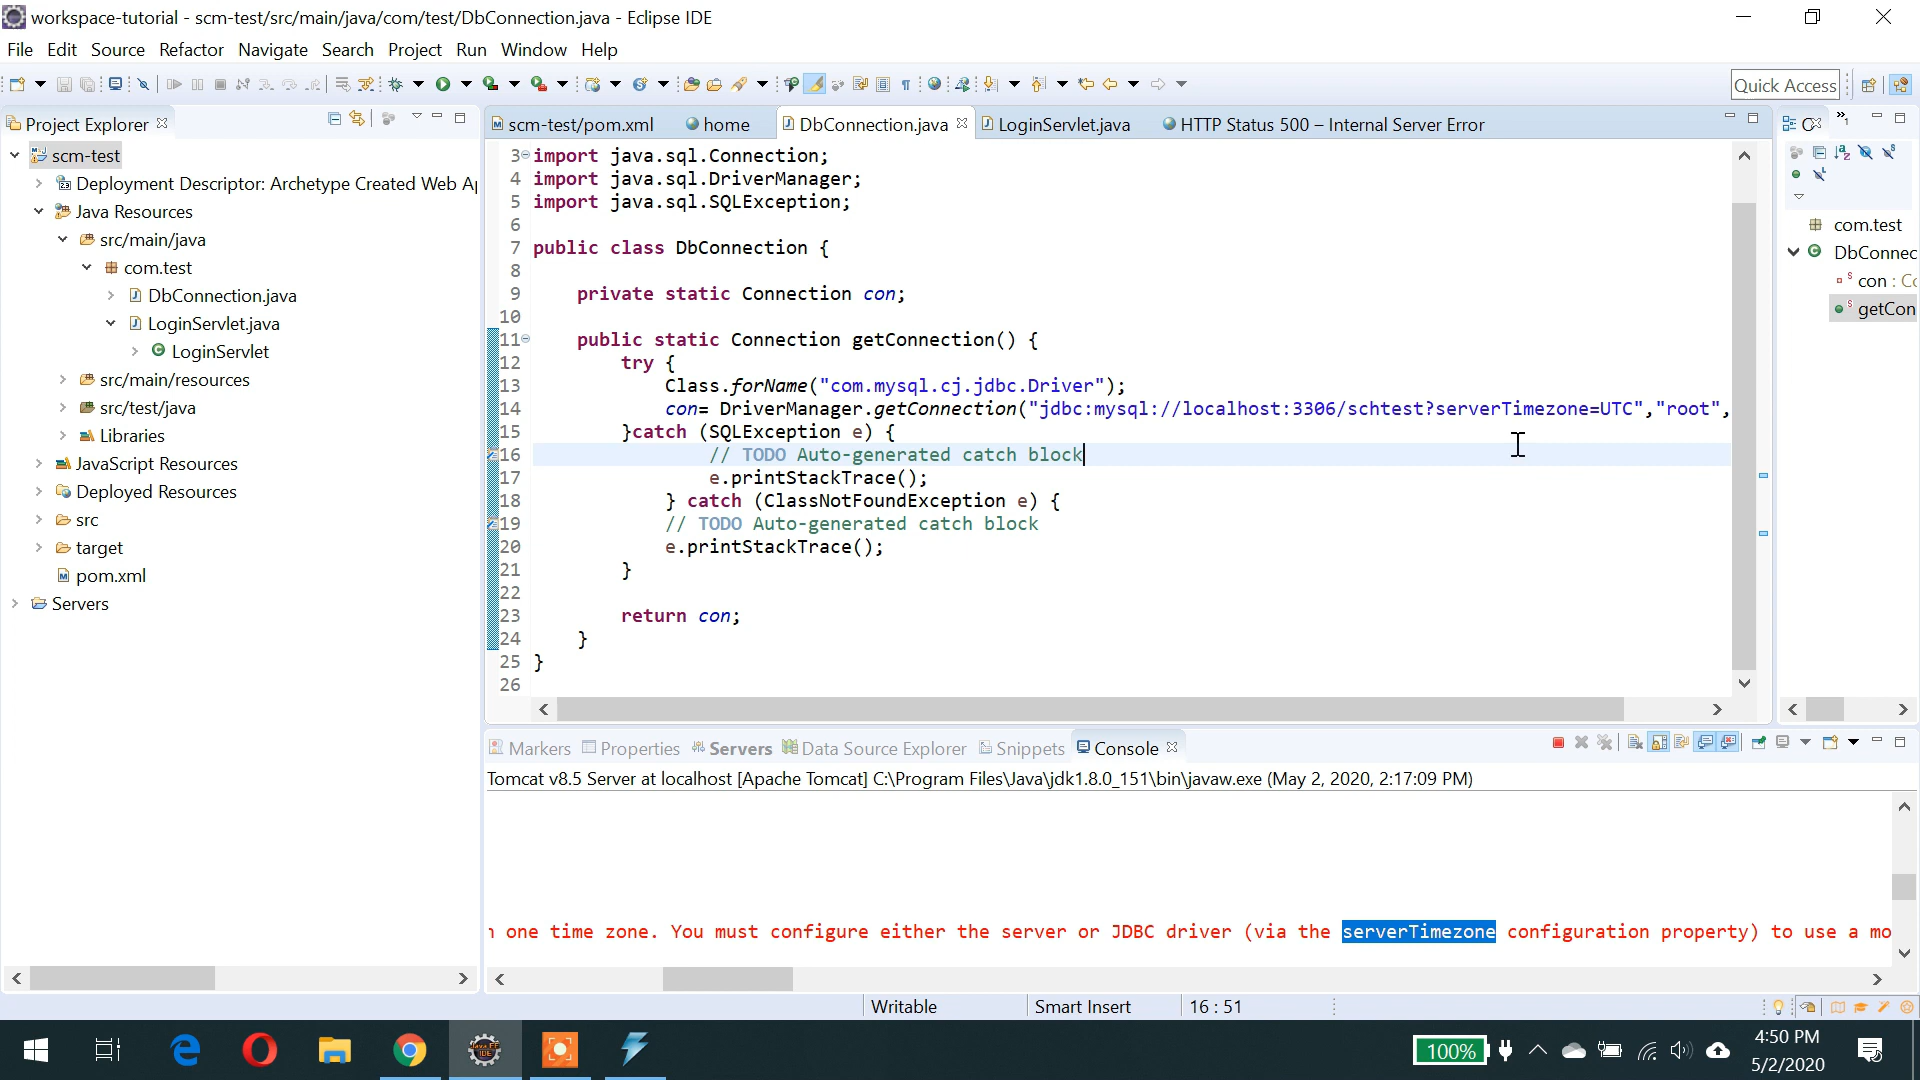 workspace-tutorial - scm-test/src/main/java/com/test/DbConnection.java - Eclipse IDE
File Edit Source Refactor Navigate Search Project Run Window Help
Quick Access
Project Explorer
scm-test
Deployment Descriptor: Archetype Created Web A
Java Resources
src/main/java
com.test
DbConnection.java
LoginServlet.java
LoginServlet
src/main/resources
src/test/java
Libraries
JavaScript Resources
Deployed Resources
src
target
pom.xml
Servers
scm-test/pom.xml home DbConnection.java LoginServlet.java HTTP Status 500 – Internal Server Error
3 import java.sql.Connection;
4 import java.sql.DriverManager;
5 import java.sql.SQLException;
6
7 public class DbConnection {
8
9 private static Connection con;
10
11 public static Connection getConnection() {
12 try {
13 Class.forName("com.mysql.cj.jdbc.Driver");
14 con= DriverManager.getConnection("jdbc:mysql://localhost:3306/schtest?serverTimezone=UTC","root",
15 }catch (SQLException e) {
16 // TODO Auto-generated catch block
17 e.printStackTrace();
18 } catch (ClassNotFoundException e) {
19 // TODO Auto-generated catch block
20 e.printStackTrace();
21 }
22
23 return con;
24 }
25 }
26
com.test
DbConnec
con : Co
getCon
Markers Properties Servers Data Source Explorer Snippets Console
Tomcat v8.5 Server at localhost [Apache Tomcat] C:\Program Files\Java\jdk1.8.0_151\bin\javaw.exe (May 2, 2020, 2:17:09 PM)
n one time zone. You must configure either the server or JDBC driver (via the serverTimezone configuration property) to use a mo
Writable Smart Insert 16 : 51
100%
4:50 PM
5/2/2020